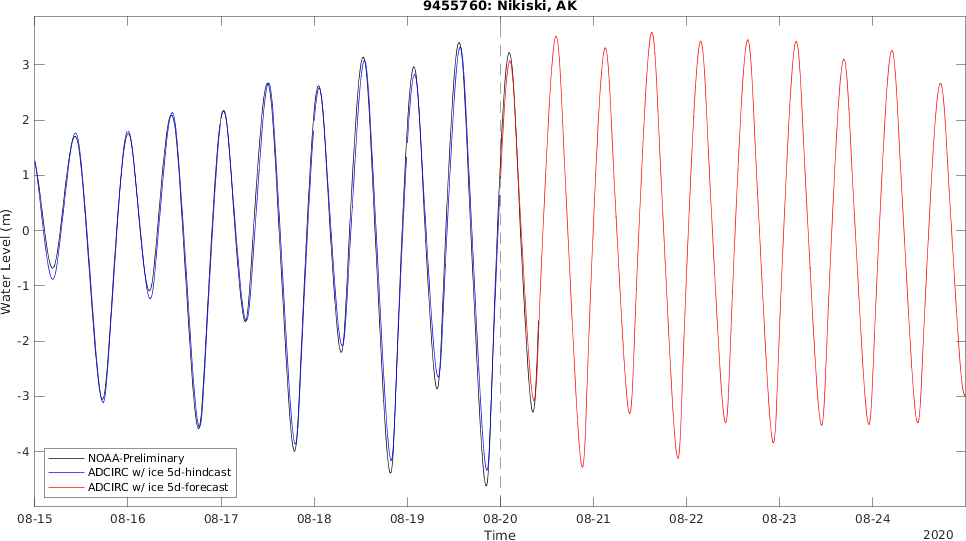 9455760: Nikiski, AK
3
2
1
0
-1
-2
-3
-4
Water Level (m)
NOAA-Preliminary
ADCIRC w/ ice 5d-hindcast
ADCIRC w/ ice 5d-forecast
08-15 08-16 08-17 08-18 08-19 08-20 08-21 08-22 08-23 08-24
Time
2020